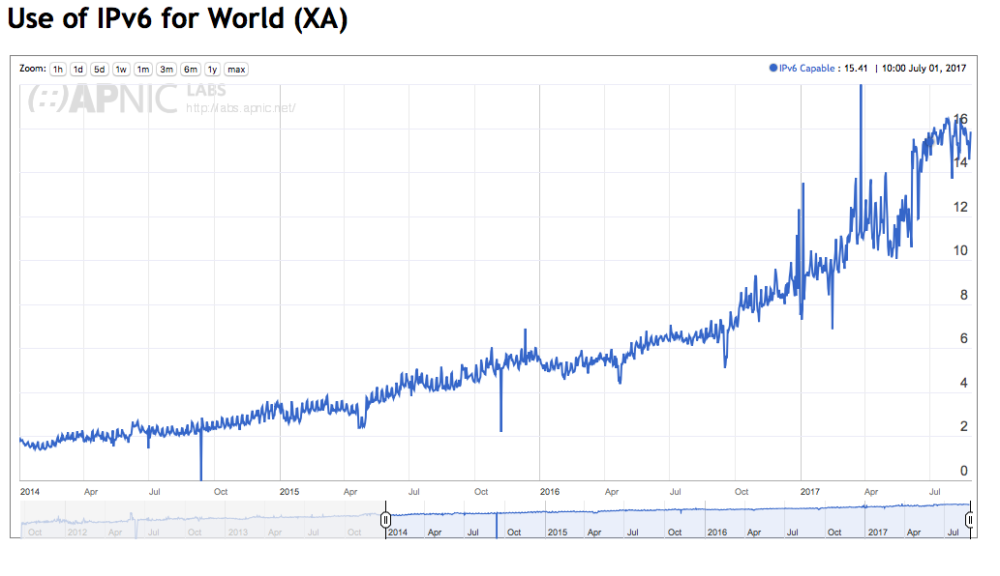 Use of IPv6 for World (XA)
Zoom: 1h 1d 5d 1w 1m 3m 6m 1y max
IPv6 Capable : 15.41 | 10:00 July 01, 2017
(::)APNIC LABS
http://labs.apnic.net/
16
14
12
10
8
6
4
2
0
2014 Apr Jul Oct 2015 Apr Jul Oct 2016 Apr Jul Oct 2017 Apr Jul
Oct 2012 Apr Jul Oct 2013 Apr Jul Oct 2014 Apr Jul Oct 2015 Apr Jul Oct 2016 Apr Jul Oct 2017 Apr Jul